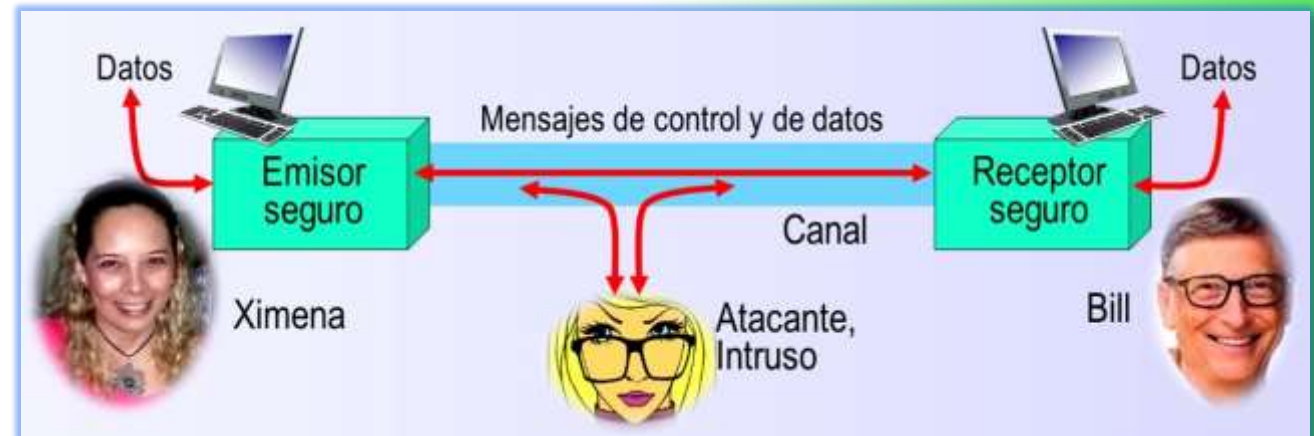 Datos
Datos
Mensajes de control y de datos
Emisor
seguro
Receptor
seguro
Canal
Ximena
Atacante,
Intruso
Bill